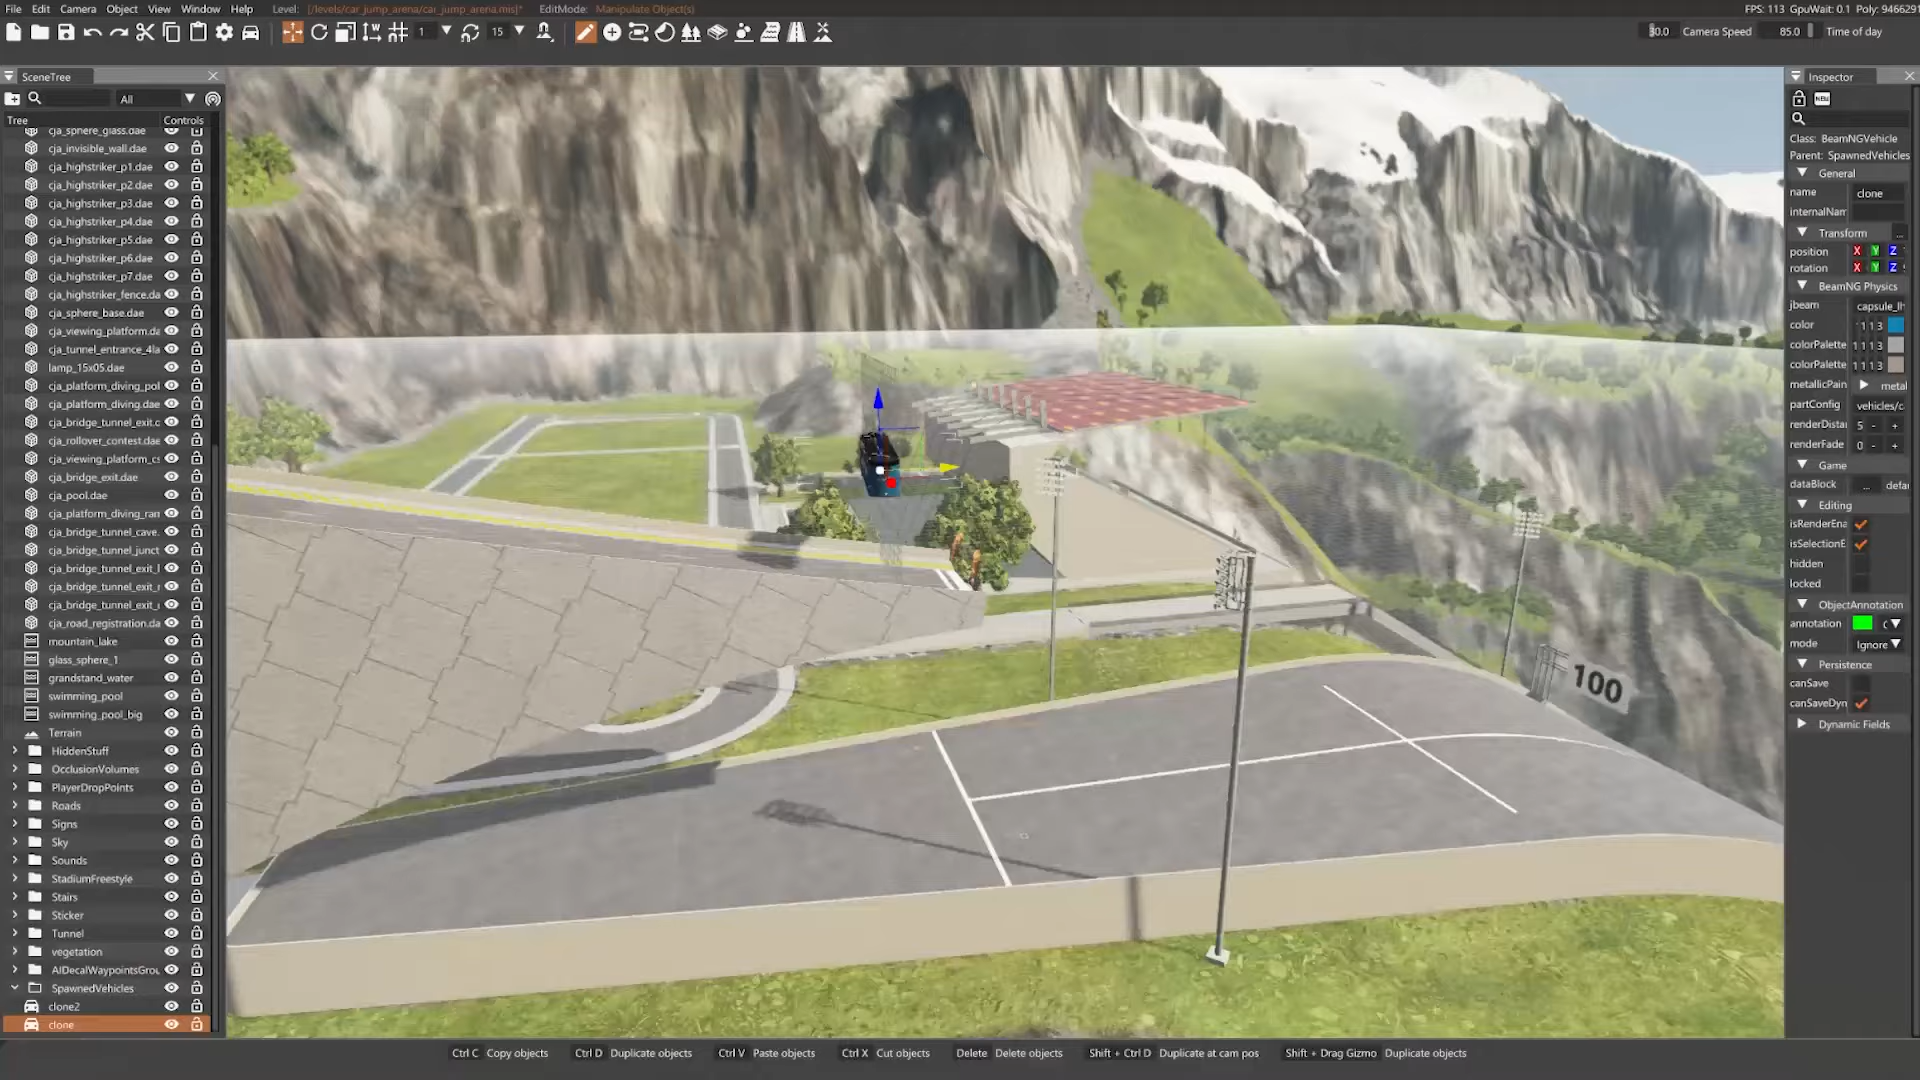 File Edit Camera Object View Window Help Level: [/levels/car_jump_arena/car_jump_arena.mis]* EditMode: Manipulate Object(s) FPS: 113 GpuWait: 0.1 Poly: 9466291
1 15 30.0 Camera Speed 85.0 Time of day
SceneTree
All
Tree Controls
cja_sphere_glass.dae
cja_invisible_wall.dae
cja_highstriker_p1.dae
cja_highstriker_p2.dae
cja_highstriker_p3.dae
cja_highstriker_p4.dae
cja_highstriker_p5.dae
cja_highstriker_p6.dae
cja_highstriker_p7.dae
cja_highstriker_fence.da
cja_sphere_base.dae
cja_viewing_platform.da
cja_tunnel_entrance_4la
lamp_15x05.dae
cja_platform_diving_pol
cja_platform_diving.dae
cja_bridge_tunnel_exit.c
cja_rollover_contest.dae
cja_viewing_platform_cs
cja_bridge_exit.dae
cja_pool.dae
cja_platform_diving_ran
cja_bridge_tunnel_cave.
cja_bridge_tunnel_junct
cja_bridge_tunnel_exit_l
cja_bridge_tunnel_exit_r
cja_bridge_tunnel_exit_r
cja_road_registration.da
mountain_lake
glass_sphere_1
grandstand_water
swimming_pool
swimming_pool_big
Terrain
HiddenStuff
OcclusionVolumes
PlayerDropPoints
Roads
Signs
Sky
Sounds
StadiumFreestyle
Stairs
Sticker
Tunnel
vegetation
AIDecalWaypointsGrou
SpawnedVehicles
clone2
clone
100
Inspector
NEW
Class: BeamNGVehicle
Parent: SpawnedVehicles
General
name clone
internalNam
Transform ...
position X Y Z
rotation X Y Z
BeamNG Physics
jbeam capsule_lh
color 1 1 3
colorPalette 1 1 1 3
colorPalette 1 1 1 3
metallicPain metal
partConfig vehicles/c
renderDista 5 - +
renderFade 0 - +
Game
dataBlock ... defau
Editing
isRenderEna
isSelectionE
hidden
locked
ObjectAnnotation
annotation
mode Ignore
Persistence
canSave
canSaveDyn
Dynamic Fields
Ctrl C Copy objects Ctrl D Duplicate objects Ctrl V Paste objects Ctrl X Cut objects Delete Delete objects Shift + Ctrl D Duplicate at cam pos Shift + Drag Gizmo Duplicate objects